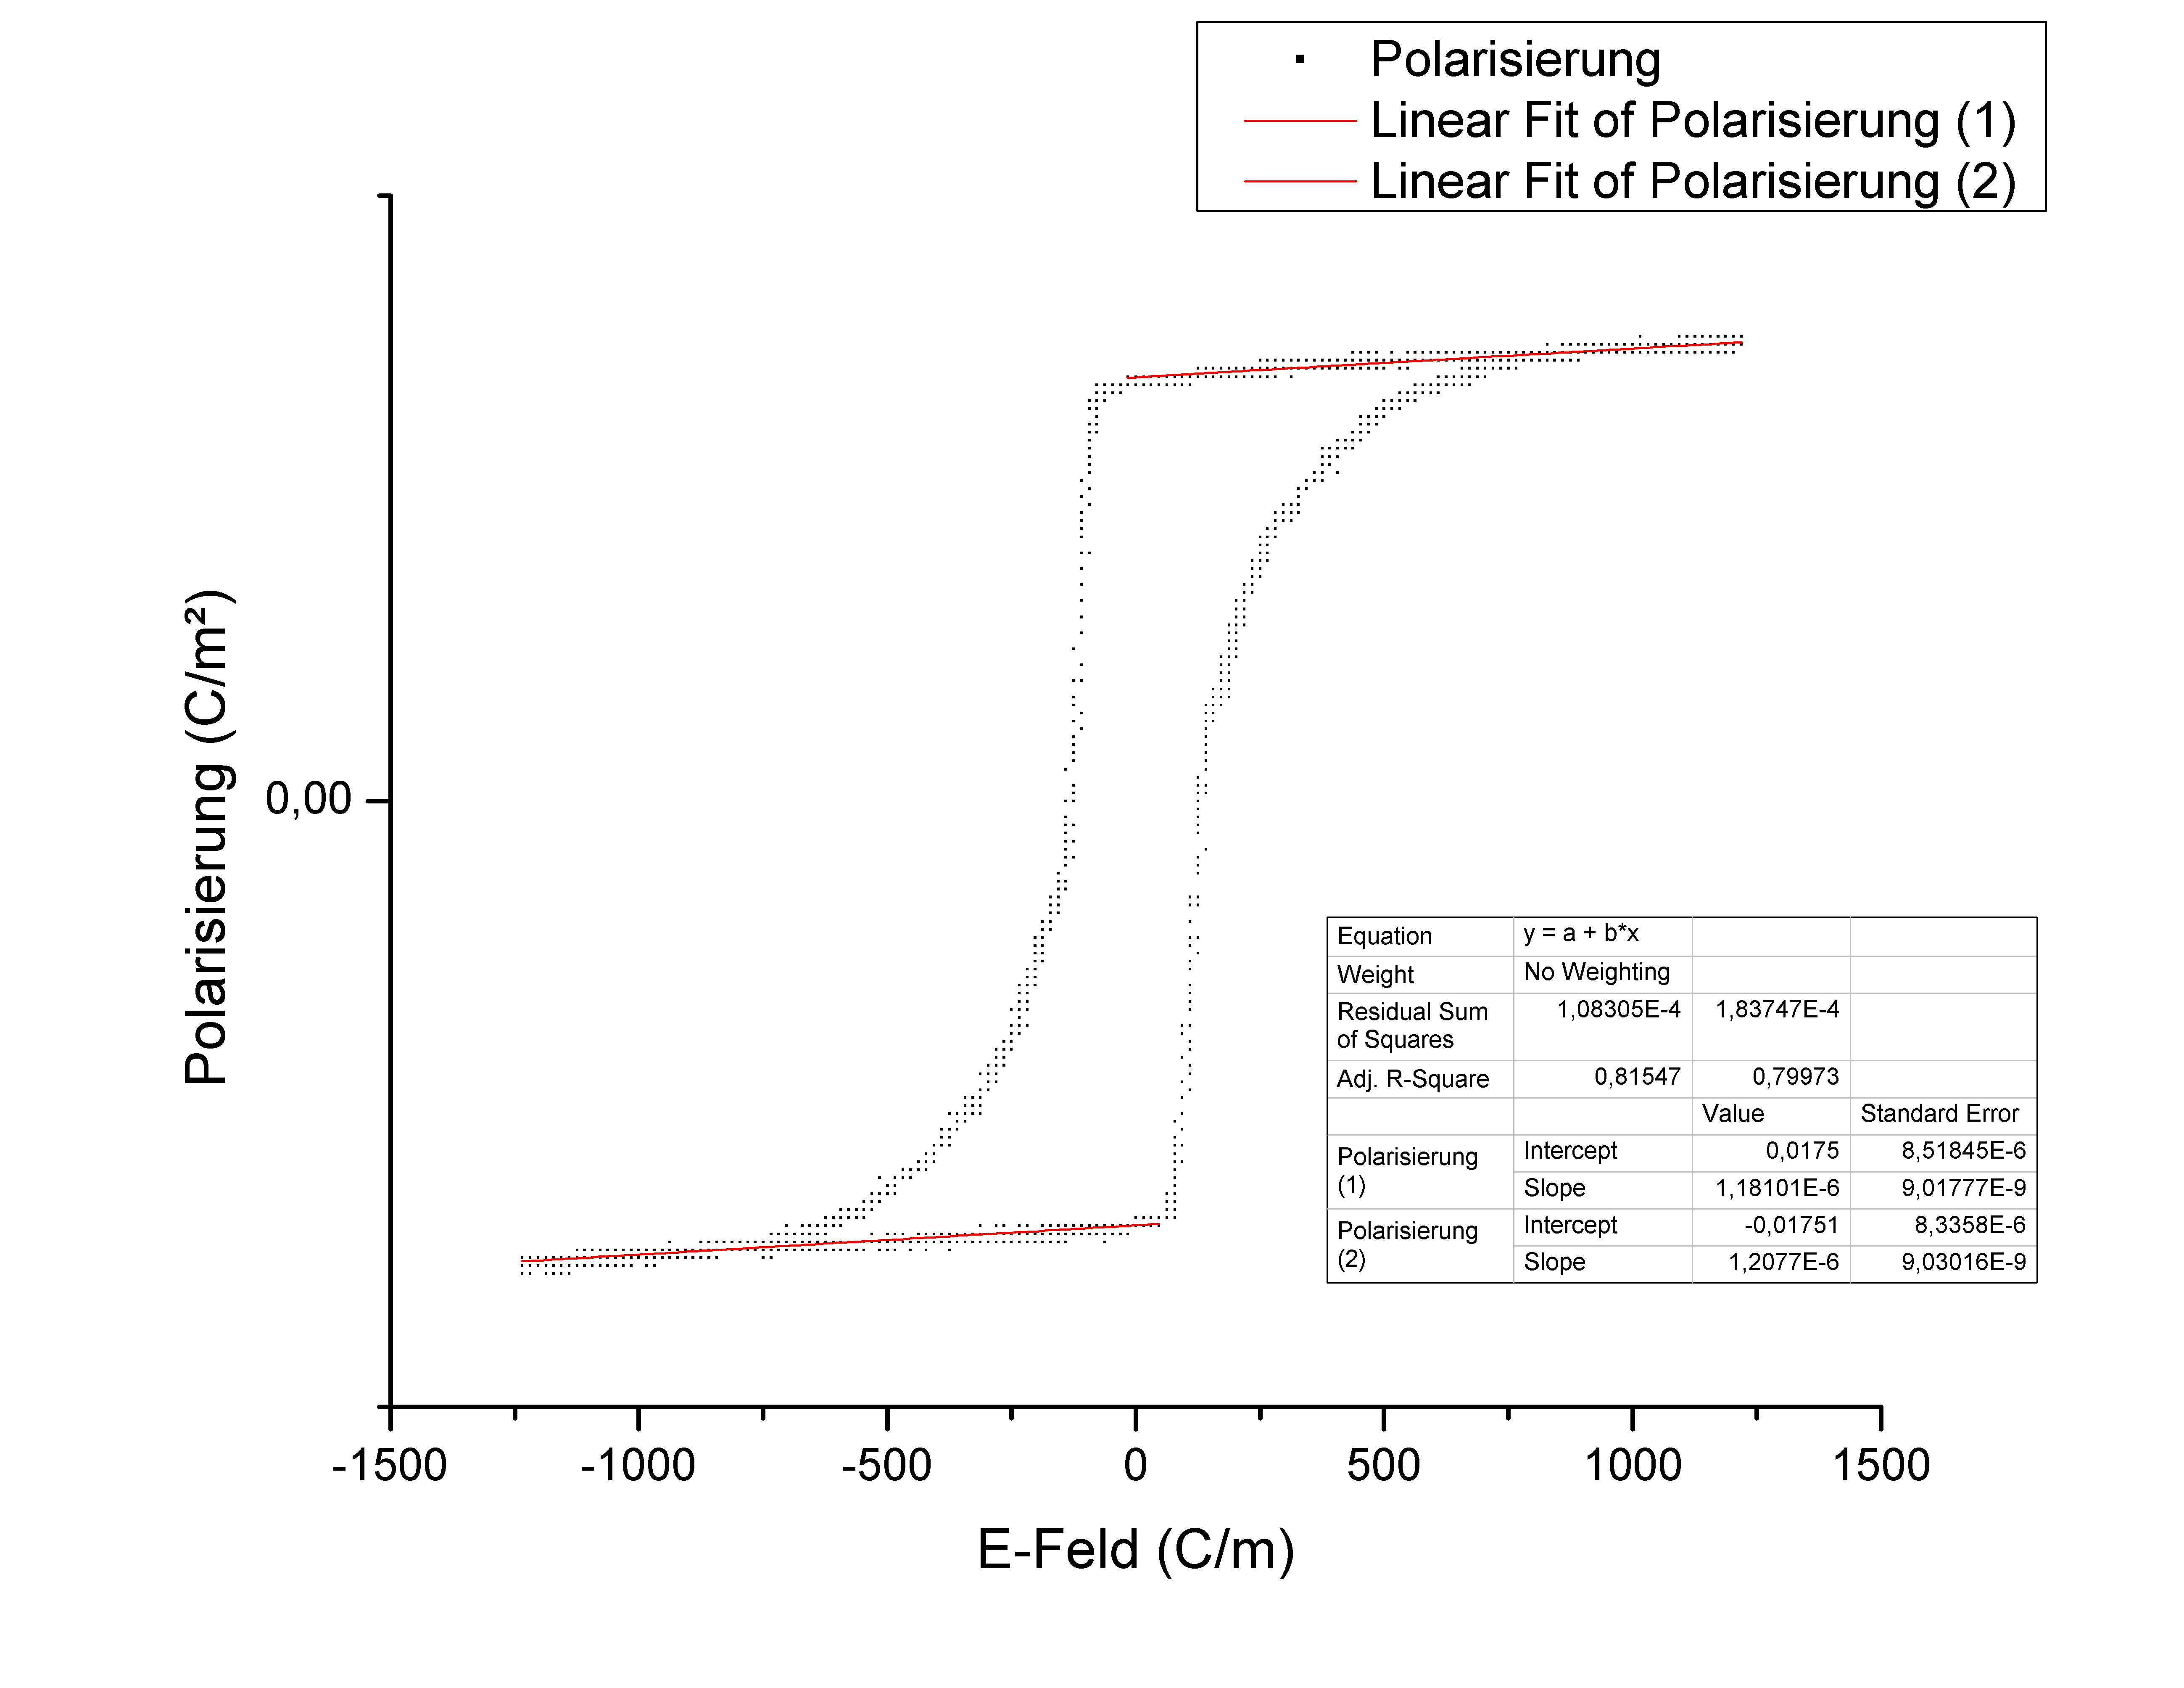 Polarisierung
Linear Fit of Polarisierung (1)
Linear Fit of Polarisierung (2)
Polarisierung (C/m²)
0,00
Equation y = a + b*x
Weight No Weighting
Residual Sum
of Squares 1,08305E-4 1,83747E-4
Adj. R-Square 0,81547 0,79973
Value Standard Error
Polarisierung
(1) Intercept 0,0175 8,51845E-6
Slope 1,18101E-6 9,01777E-9
Polarisierung
(2) Intercept -0,01751 8,3358E-6
Slope 1,2077E-6 9,03016E-9
-1500 -1000 -500 0 500 1000 1500
E-Feld (C/m)